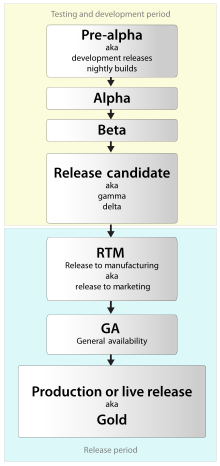 Testing and development period
Pre-alpha
aka
development releases
nightly builds
Alpha
Beta
Release candidate
aka
gamma
delta
RTM
Release to manufacturing
aka
release to marketing
GA
General availability
Production or live release
aka
Gold
Release period